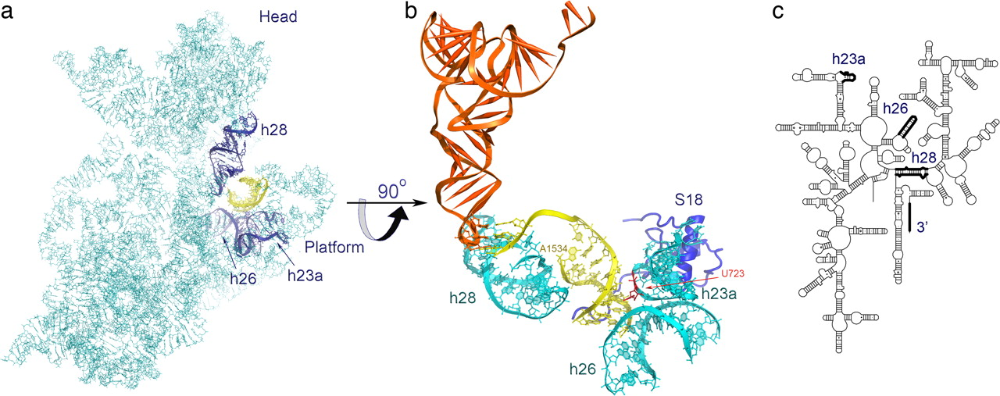 a
Head
h28
90°
Platform
h26
h23a
b
S18
A1534
U723
h28
h23a
h26
c
h23a
h26
h28
3'